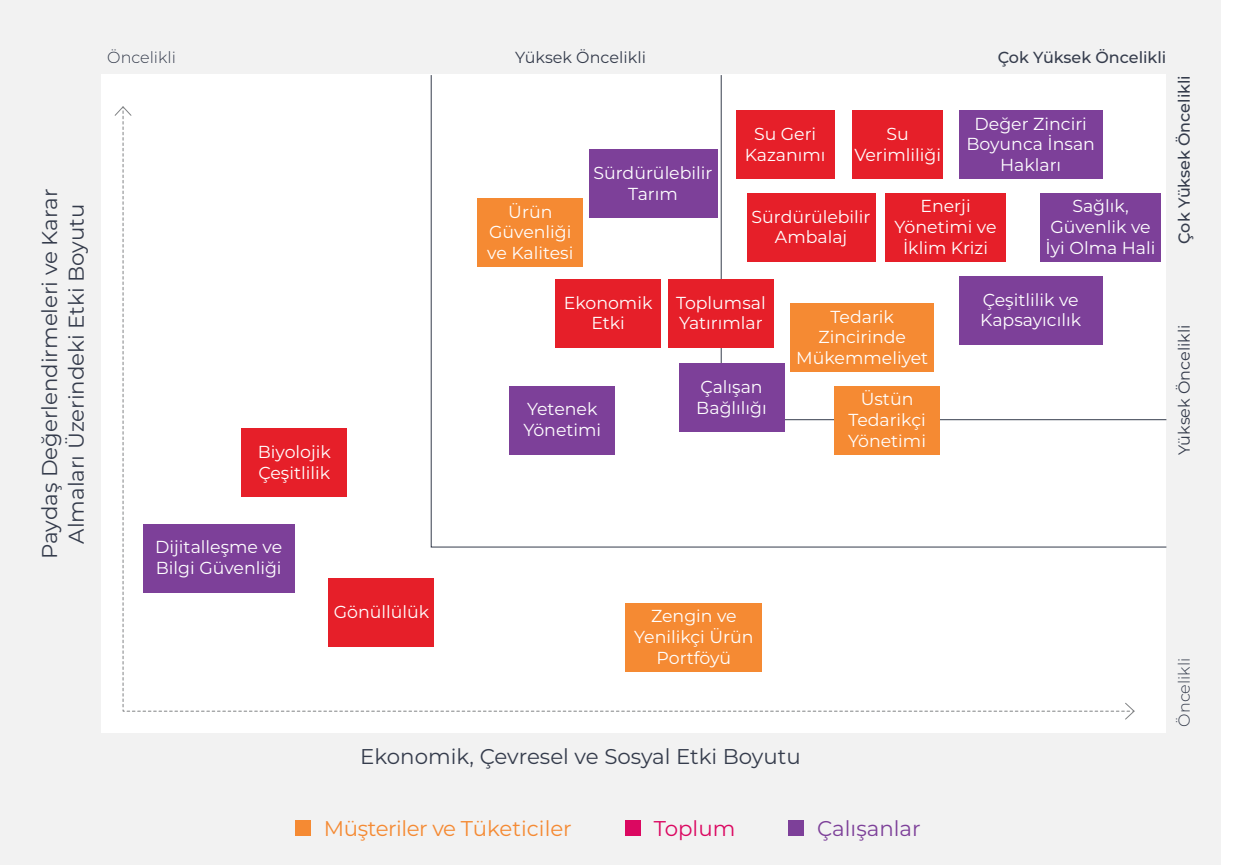 Öncelikli
Yüksek Öncelikli
Çok Yüksek Öncelikli
Çok Yüksek Öncelikli
Yüksek Öncelikli
Öncelikli
Paydaş Değerlendirmeleri ve Karar
Almaları Üzerindeki Etki Boyutu
Su Geri
Kazanımı
Su
Verimliliği
Değer Zinciri
Boyunca İnsan
Hakları
Sürdürülebilir
Tarım
Ürün
Güvenliği
ve Kalitesi
Sürdürülebilir
Ambalaj
Enerji
Yönetimi ve
İklim Krizi
Sağlık,
Güvenlik ve
İyi Olma Hali
Ekonomik
Etki
Toplumsal
Yatırımlar
Tedarik
Zincirinde
Mükemmeliyet
Çeşitlilik ve
Kapsayıcılık
Yetenek
Yönetimi
Çalışan
Bağlılığı
Üstün
Tedarikçi
Yönetimi
Biyolojik
Çeşitlilik
Dijitalleşme ve
Bilgi Güvenliği
Gönüllülük
Zengin ve
Yenilikçi Ürün
Portföyü
Ekonomik, Çevresel ve Sosyal Etki Boyutu
Müşteriler ve Tüketiciler
Toplum
Çalışanlar